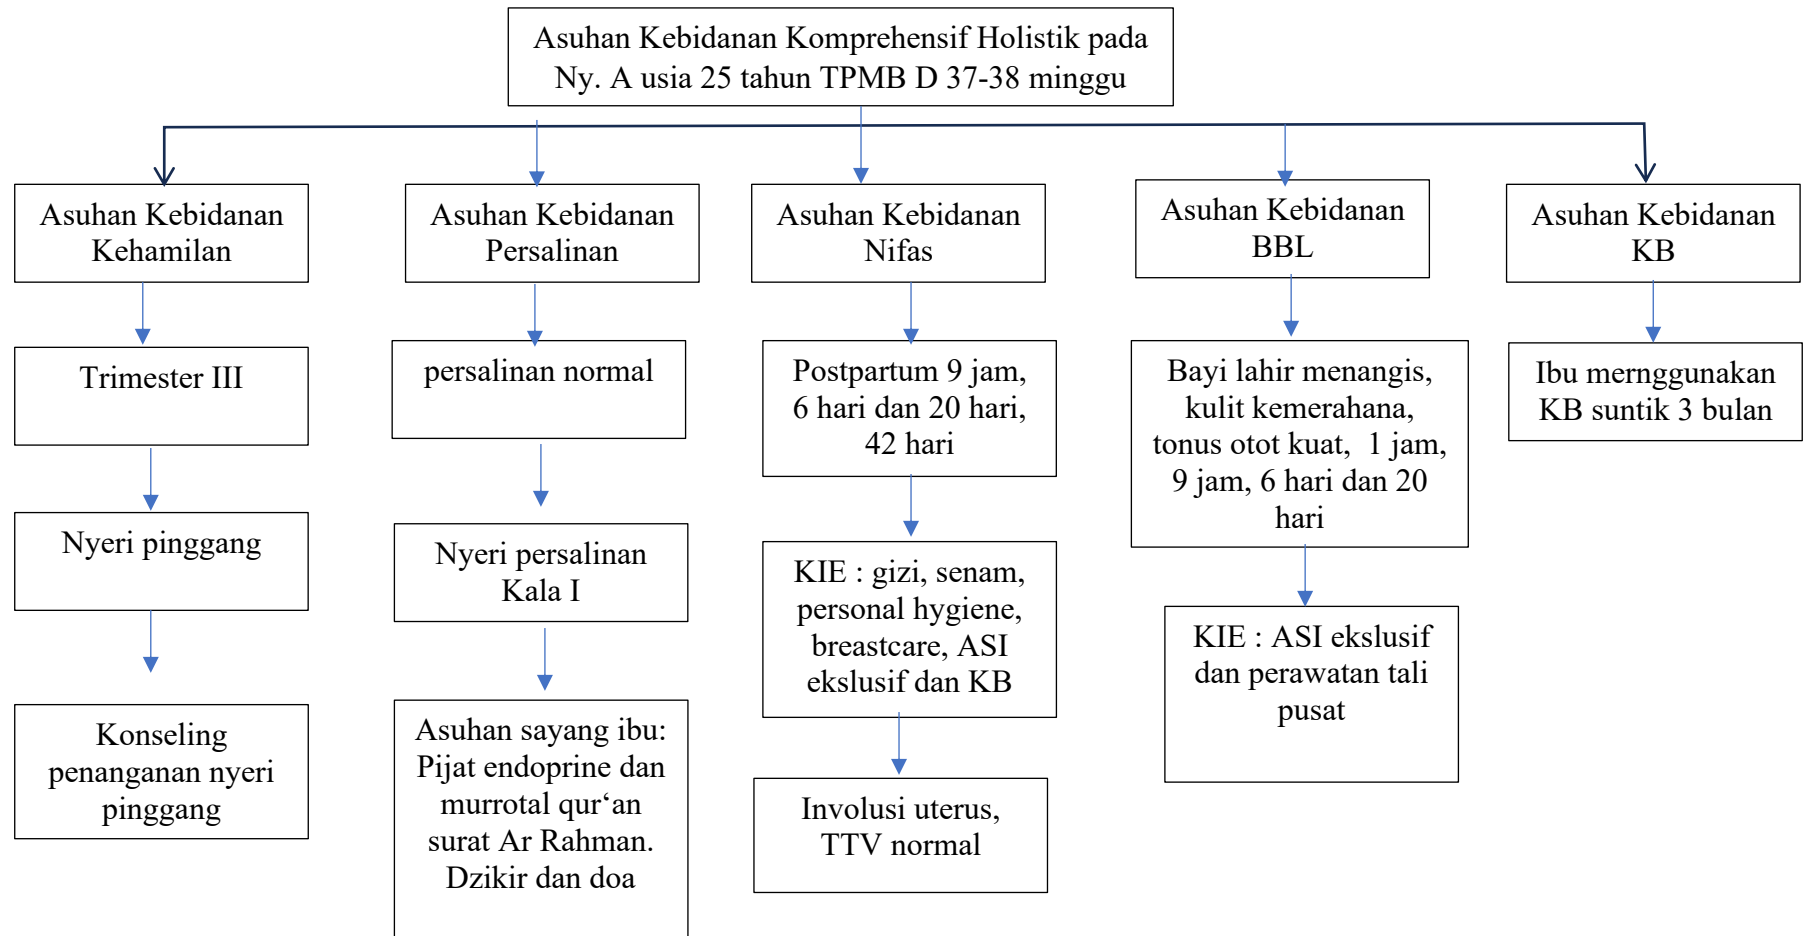 Asuhan Kebidanan Komprehensif Holistik pada
Ny. A usia 25 tahun TPMB D 37-38 minggu
Asuhan Kebidanan
Kehamilan
Trimester III
Nyeri pinggang
Konseling
penanganan nyeri
pinggang
Asuhan Kebidanan
Persalinan
persalinan normal
Nyeri persalinan
Kala I
Asuhan sayang ibu:
Pijat endoprine dan
murrotal qur‘an
surat Ar Rahman.
Dzikir dan doa
Asuhan Kebidanan
Nifas
Postpartum 9 jam,
6 hari dan 20 hari,
42 hari
KIE : gizi, senam,
personal hygiene,
breastcare, ASI
ekslusif dan KB
Involusi uterus,
TTV normal
Asuhan Kebidanan
BBL
Bayi lahir menangis,
kulit kemerahana,
tonus otot kuat,  1 jam,
9 jam, 6 hari dan 20
hari
KIE : ASI ekslusif
dan perawatan tali
pusat
Asuhan Kebidanan
KB
Ibu mernggunakan
KB suntik 3 bulan